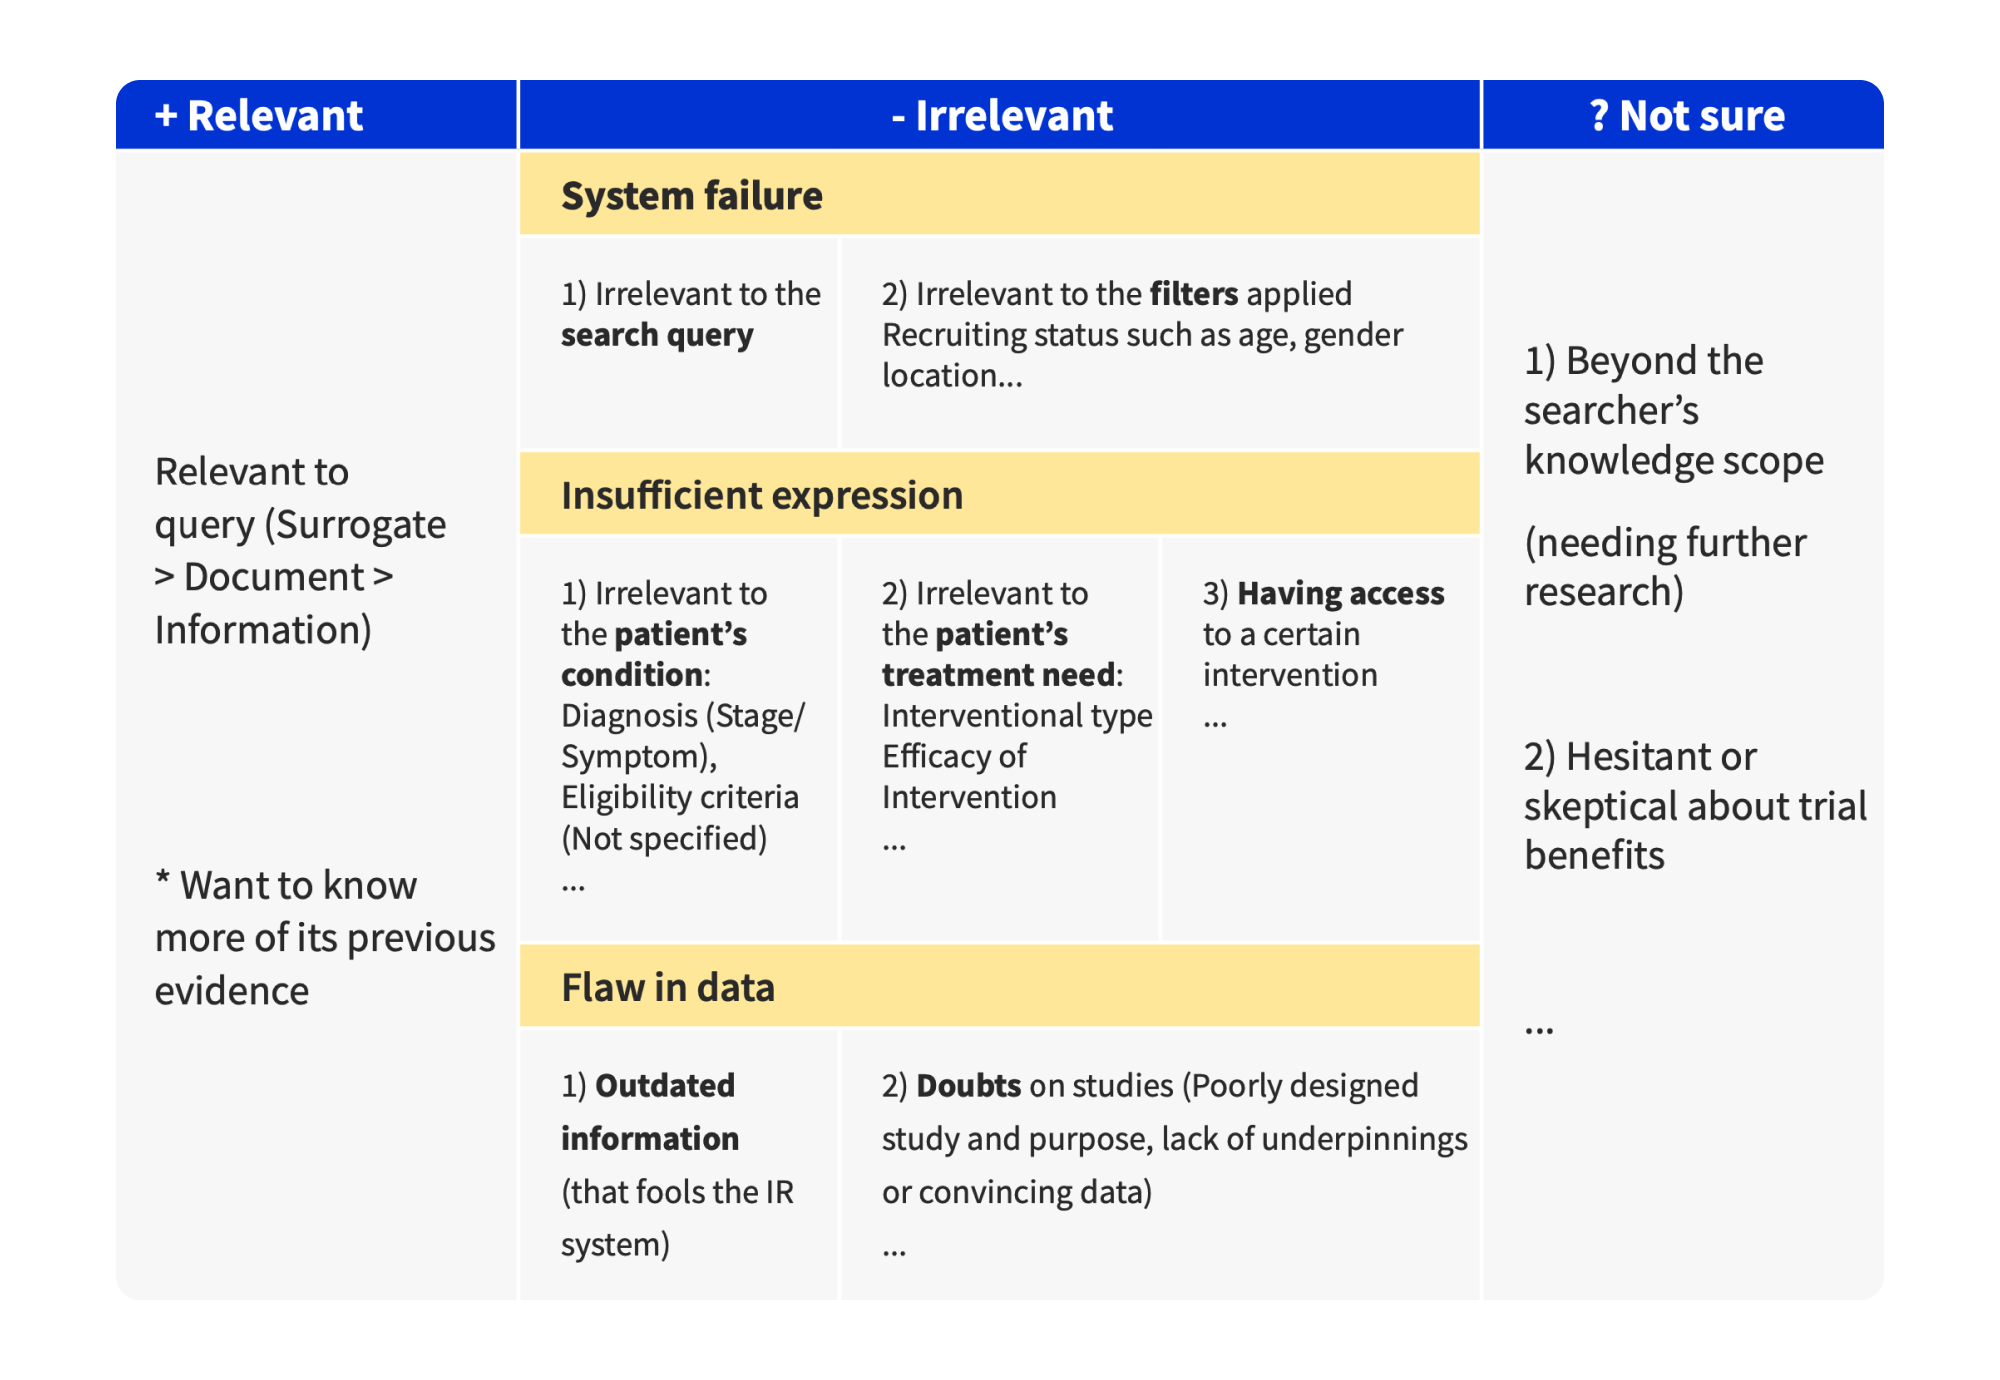 + Relevant
- Irrelevant
? Not sure
Relevant to
query (Surrogate
> Document >
Information)
* Want to know
more of its previous
evidence
System failure
1) Irrelevant to the
search query
2) Irrelevant to the filters applied
Recruiting status such as age, gender
location...
Insufficient expression
1) Irrelevant to
the patient’s
condition:
Diagnosis (Stage/
Symptom),
Eligibility criteria
(Not specified)
...
2) Irrelevant to
the patient’s
treatment need:
Interventional type
Efficacy of
Intervention
...
3) Having access
to a certain
intervention
...
Flaw in data
1) Outdated
information
(that fools the IR
system)
2) Doubts on studies (Poorly designed
study and purpose, lack of underpinnings
or convincing data)
...
1) Beyond the
searcher’s
knowledge scope
(needing further
research)
2) Hesitant or
skeptical about trial
benefits
...